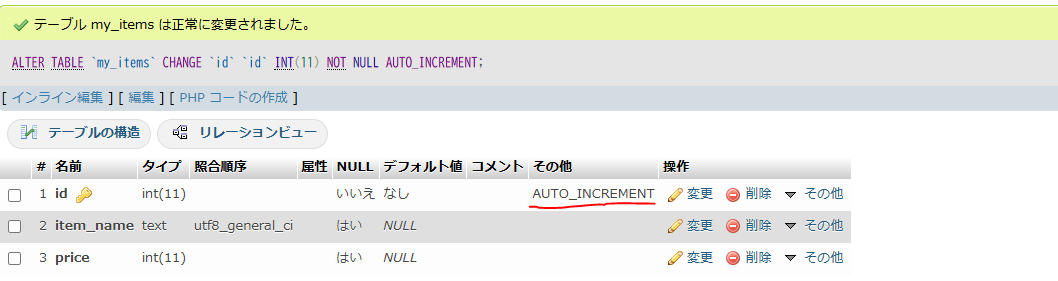 テーブル my_items は正常に変更されました。
ALTER TABLE `my_items` CHANGE `id` `id` INT(11) NOT NULL AUTO_INCREMENT;
[ インライン編集 ] [ 編集 ] [ PHP コードの作成 ]
テーブルの構造 リレーションビュー
# 名前 タイプ 照合順序 属性 NULL デフォルト値 コメント その他 操作
1 id int(11) いいえ なし AUTO_INCREMENT 変更 削除 その他
2 item_name text utf8_general_ci はい NULL 変更 削除 その他
3 price int(11) はい NULL 変更 削除 その他